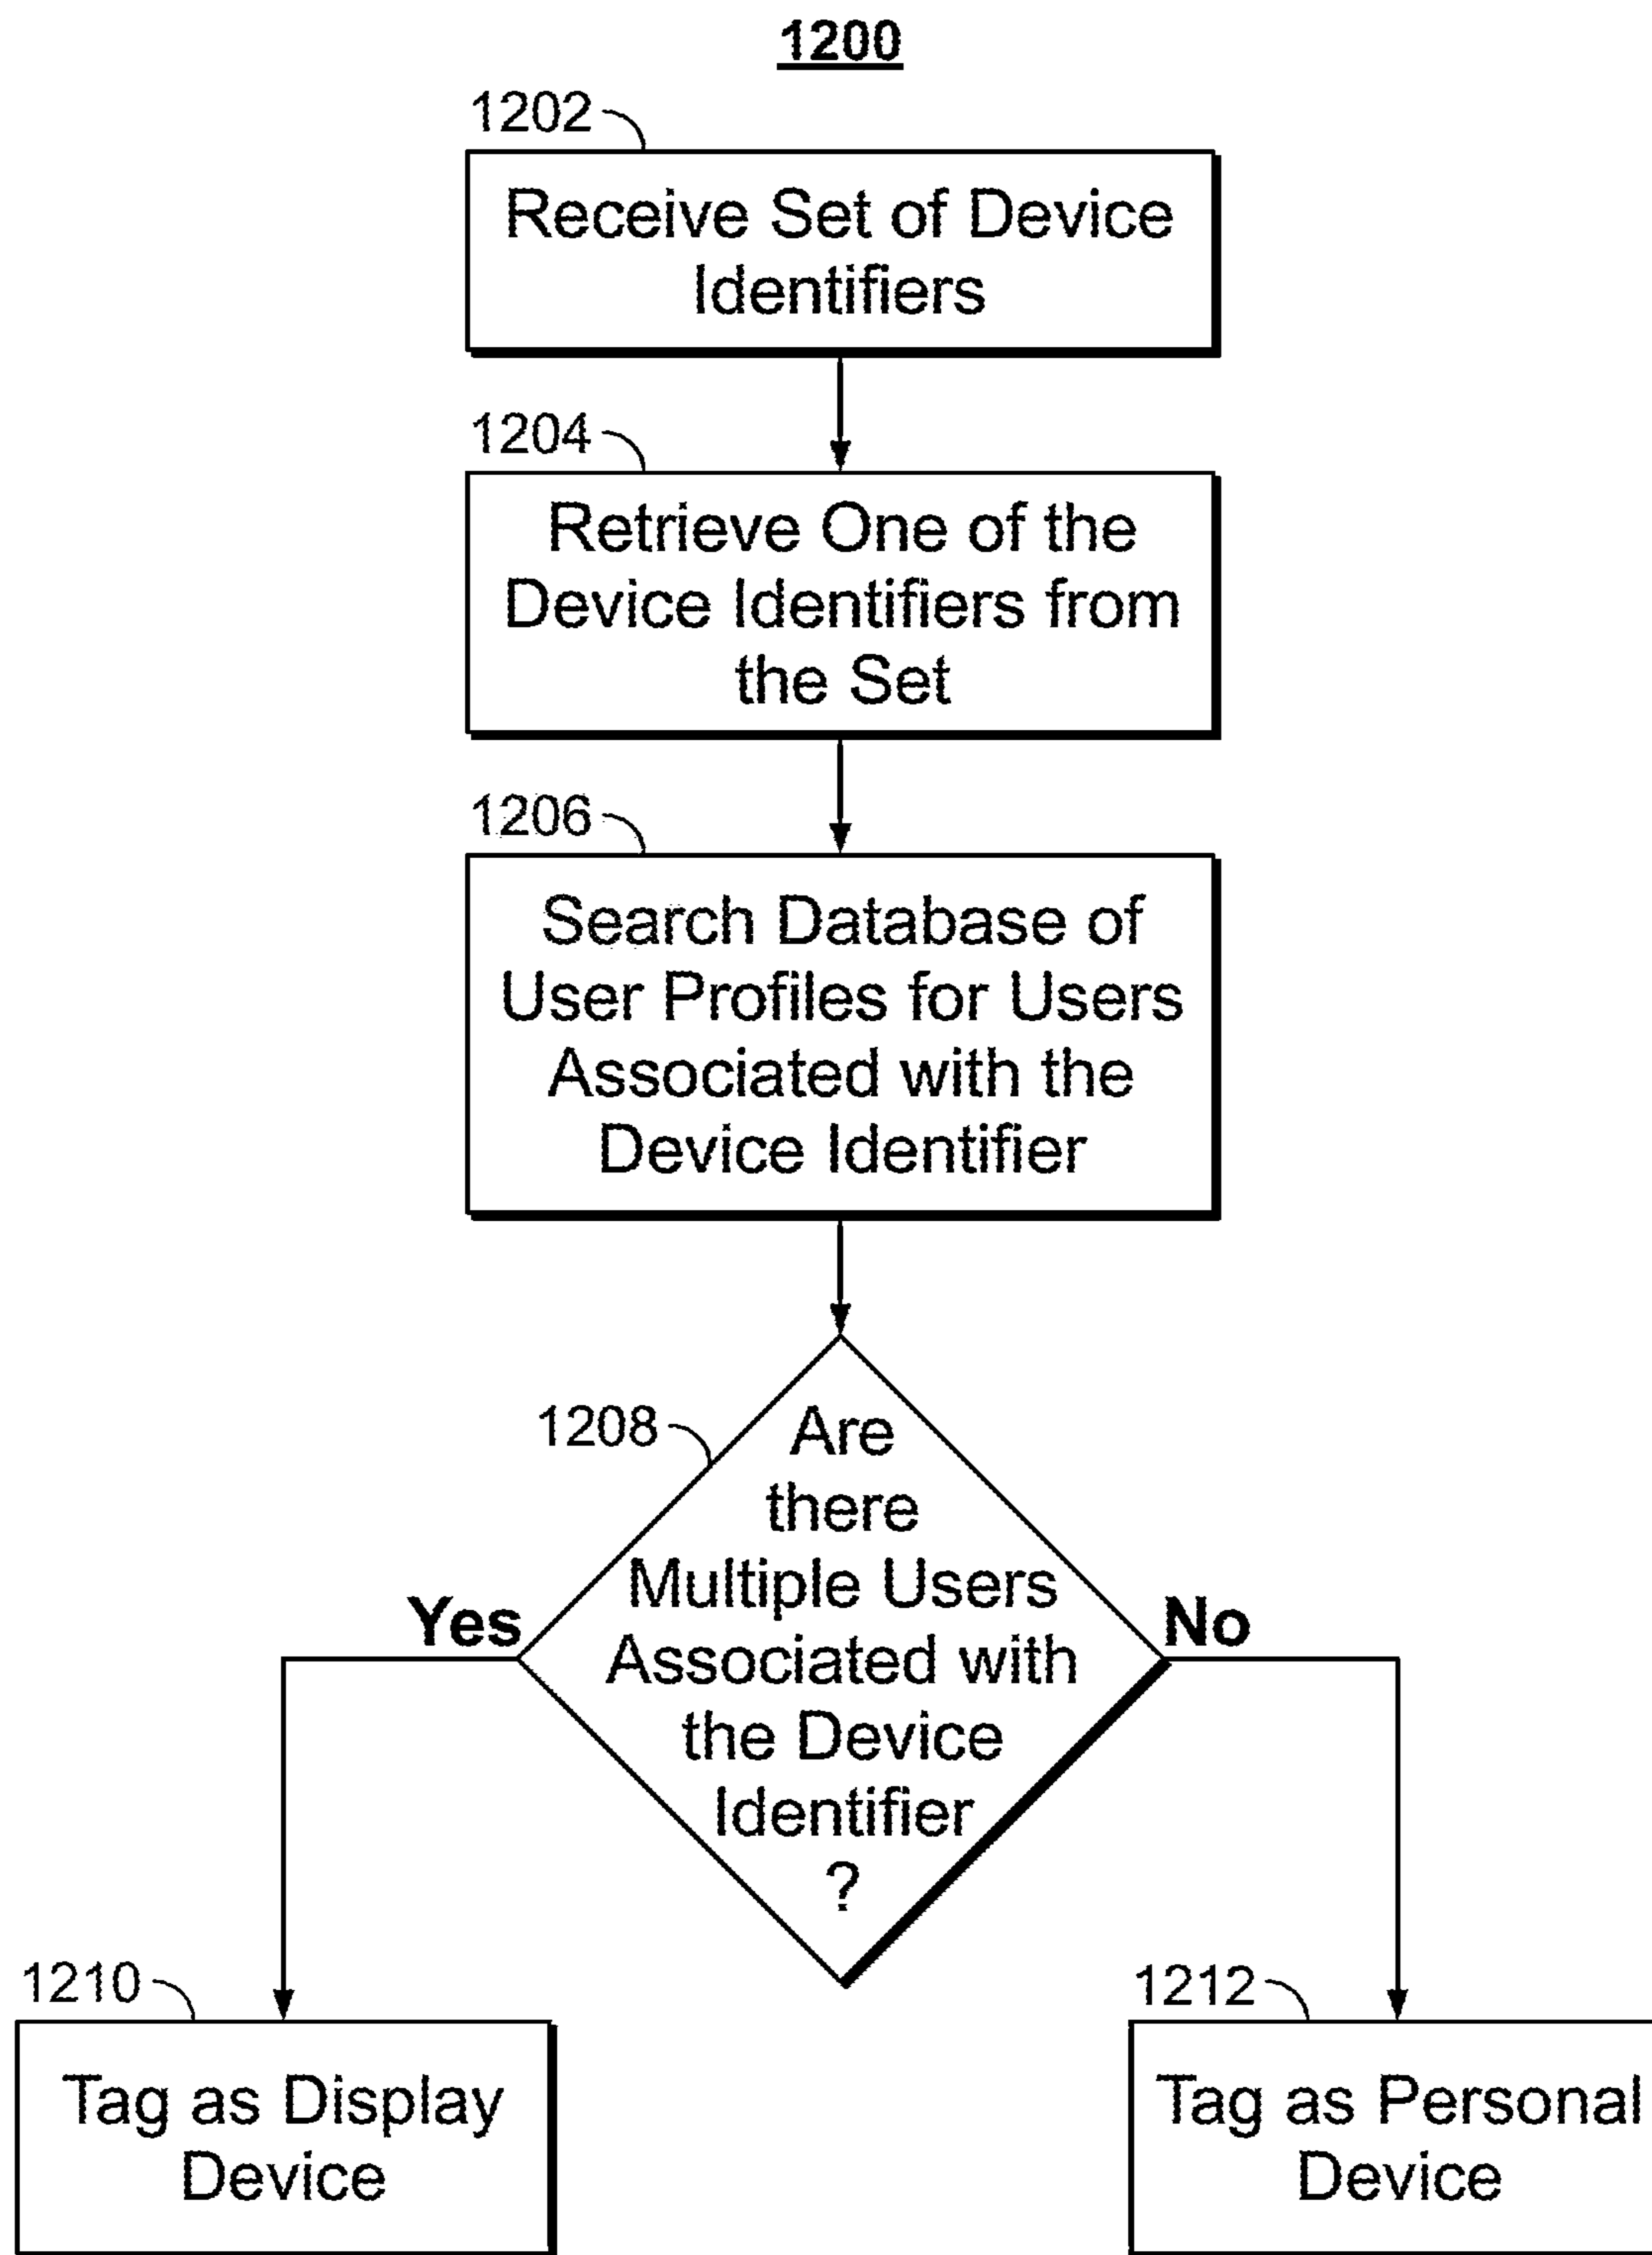 1200
1202
Receive Set of Device
Identifiers
1204
Retrieve One of the
Device Identifiers from
the Set
1206
Search Database of
User Profiles for Users
Associated with the
Device Identifier
1208
Are
there
Multiple Users
Associated with
the Device
Identifier
?
Yes
No
1210
Tag as Display
Device
1212
Tag as Personal
Device